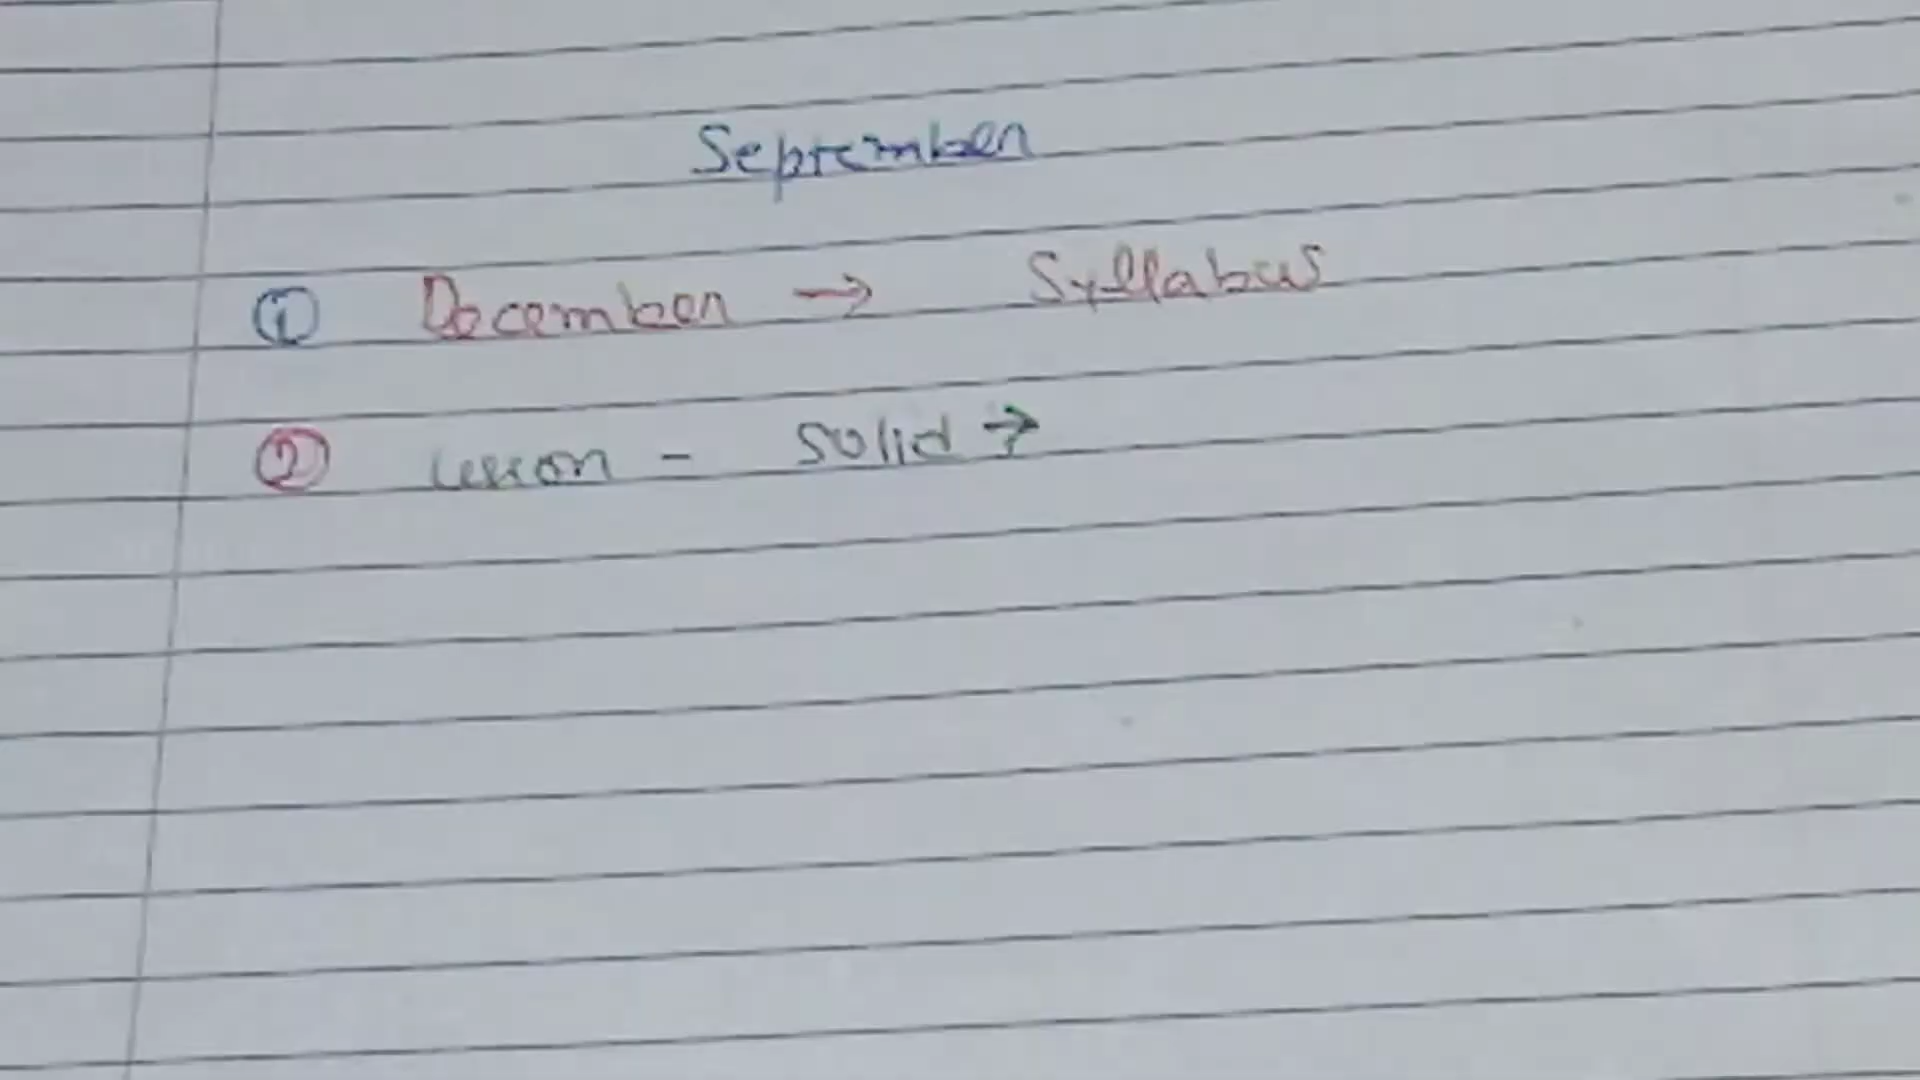 September
① December → Syllabus
② Lesson - Solid →